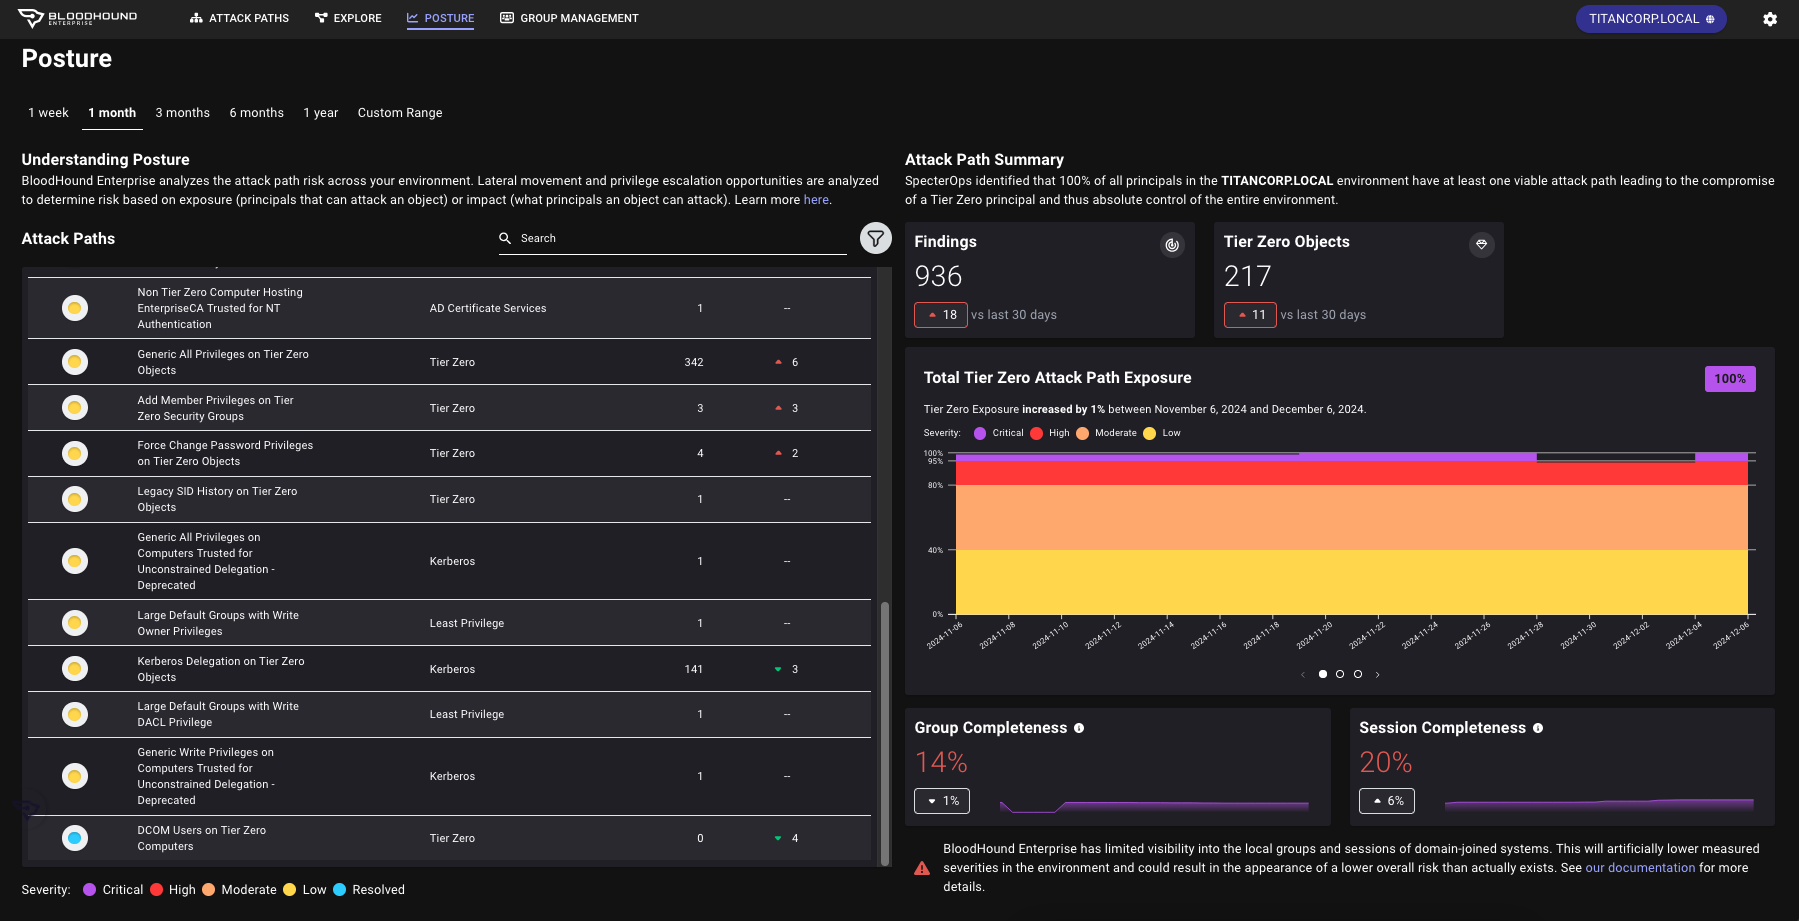 BLOODHOUND
ENTERPRISE
ATTACK PATHS
EXPLORE
POSTURE
GROUP MANAGEMENT
TITANCORP.LOCAL
Posture
1 week
1 month
3 months
6 months
1 year
Custom Range
Understanding Posture
BloodHound Enterprise analyzes the attack path risk across your environment. Lateral movement and privilege escalation opportunities are analyzed
to determine risk based on exposure (principals that can attack an object) or impact (what principals an object can attack). Learn more here.
Attack Paths
Search
Non Tier Zero Computer Hosting
EnterpriseCA Trusted for NT
Authentication
AD Certificate Services
1
--
Generic All Privileges on Tier Zero
Objects
Tier Zero
342
6
Add Member Privileges on Tier
Zero Security Groups
Tier Zero
3
3
Force Change Password Privileges
on Tier Zero Objects
Tier Zero
4
2
Legacy SID History on Tier Zero
Objects
Tier Zero
1
--
Generic All Privileges on
Computers Trusted for
Unconstrained Delegation -
Deprecated
Kerberos
1
--
Large Default Groups with Write
Owner Privileges
Least Privilege
1
--
Kerberos Delegation on Tier Zero
Objects
Kerberos
141
3
Large Default Groups with Write
DACL Privilege
Least Privilege
1
--
Generic Write Privileges on
Computers Trusted for
Unconstrained Delegation -
Deprecated
Kerberos
1
--
DCOM Users on Tier Zero
Computers
Tier Zero
0
4
Severity:
Critical
High
Moderate
Low
Resolved
Attack Path Summary
SpecterOps identified that 100% of all principals in the TITANCORP.LOCAL environment have at least one viable attack path leading to the compromise
of a Tier Zero principal and thus absolute control of the entire environment.
Findings
936
18
vs last 30 days
Tier Zero Objects
217
11
vs last 30 days
Total Tier Zero Attack Path Exposure
100%
Tier Zero Exposure increased by 1% between November 6, 2024 and December 6, 2024.
Severity:
Critical
High
Moderate
Low
100%
95%
80%
40%
0%
2024-11-06
2024-11-08
2024-11-10
2024-11-12
2024-11-14
2024-11-16
2024-11-18
2024-11-20
2024-11-22
2024-11-24
2024-11-26
2024-11-28
2024-11-30
2024-12-02
2024-12-04
2024-12-06
Group Completeness
14%
1%
Session Completeness
20%
6%
BloodHound Enterprise has limited visibility into the local groups and sessions of domain-joined systems. This will artificially lower measured
severities in the environment and could result in the appearance of a lower overall risk than actually exists. See our documentation for more
details.